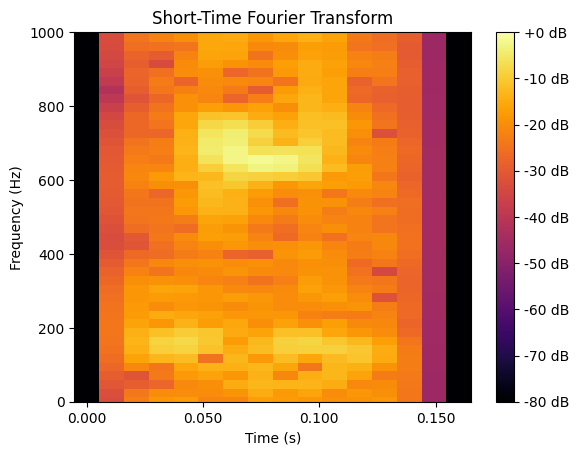 Short-Time Fourier Transform
1000
800
600
400
200
0
Frequency (Hz)
0.000
0.050
0.100
0.150
Time (s)
+0 dB
-10 dB
-20 dB
-30 dB
-40 dB
-50 dB
-60 dB
-70 dB
-80 dB